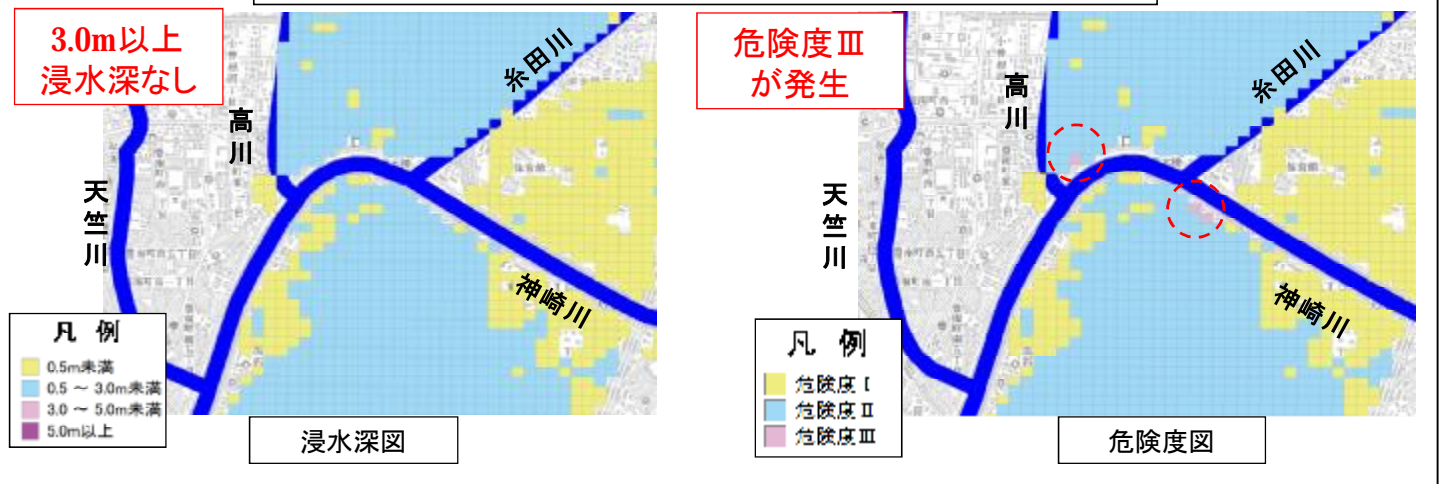 3.0m以上
浸水深なし
高川
糸田川
天竺川
神崎川
凡 例
0.5m未満
0.5 ～ 3.0m未満
3.0 ～ 5.0m未満
5.0m以上
浸水深図
危険度Ⅲ
が発生
高川
糸田川
天竺川
神崎川
凡 例
危険度Ⅰ
危険度Ⅱ
危険度Ⅲ
危険度図